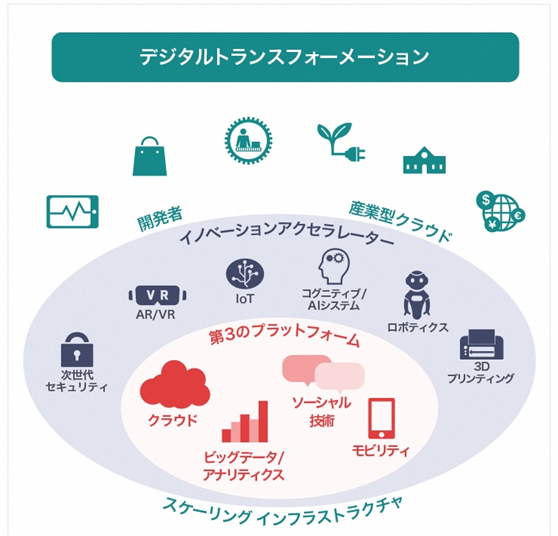 デジタルトランスフォーメーション
開発者
産業型クラウド
$
¥
€
イノベーションアクセラレーター
VR
AR/VR
IoT
コグニティブ/
AIシステム
ロボティクス
次世代
セキュリティ
3D
プリンティング
第3のプラットフォーム
クラウド
ビッグデータ/
アナリティクス
ソーシャル
技術
モビリティ
スケーリング インフラストラクチャ